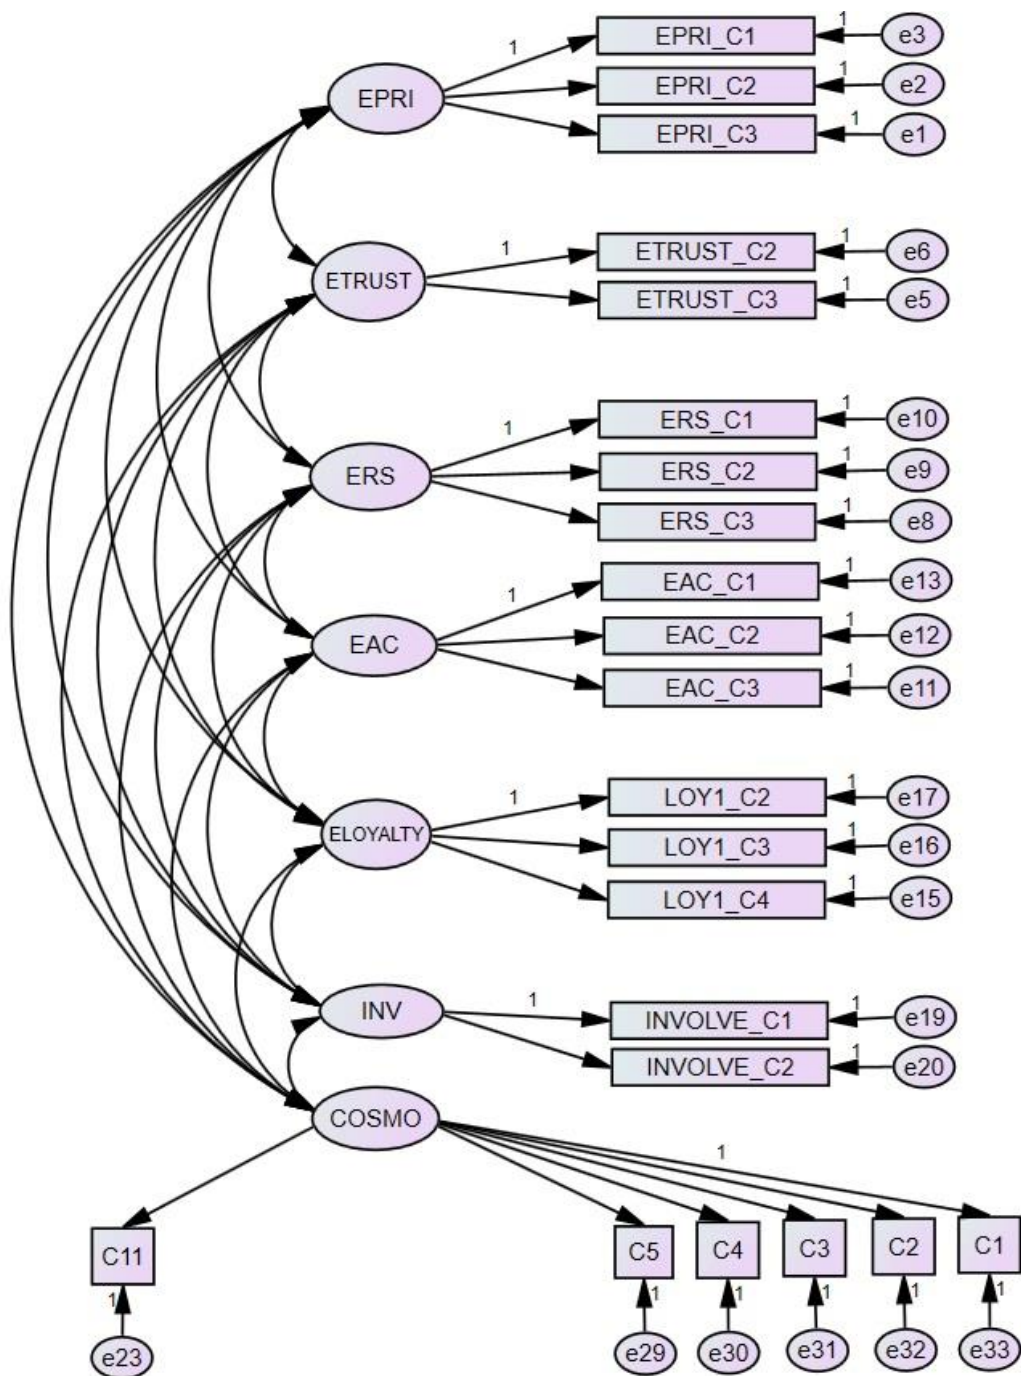 1 EPRI_C1 1 e3
EPRI EPRI_C2 1 e2
EPRI_C3 1 e1
ETRUST 1 ETRUST_C2 1 e6
ETRUST_C3 1 e5
1 ERS_C1 1 e10
ERS ERS_C2 1 e9
ERS_C3 1 e8
1 EAC_C1 1 e13
EAC EAC_C2 1 e12
EAC_C3 1 e11
1 LOY1_C2 1 e17
ELOYALTY LOY1_C3 1 e16
LOY1_C4 1 e15
INV 1 INVOLVE_C1 1 e19
INVOLVE_C2 1 e20
COSMO
1
C11 C5 C4 C3 C2 C1
1 1 1 1 1 1
e23 e29 e30 e31 e32 e33